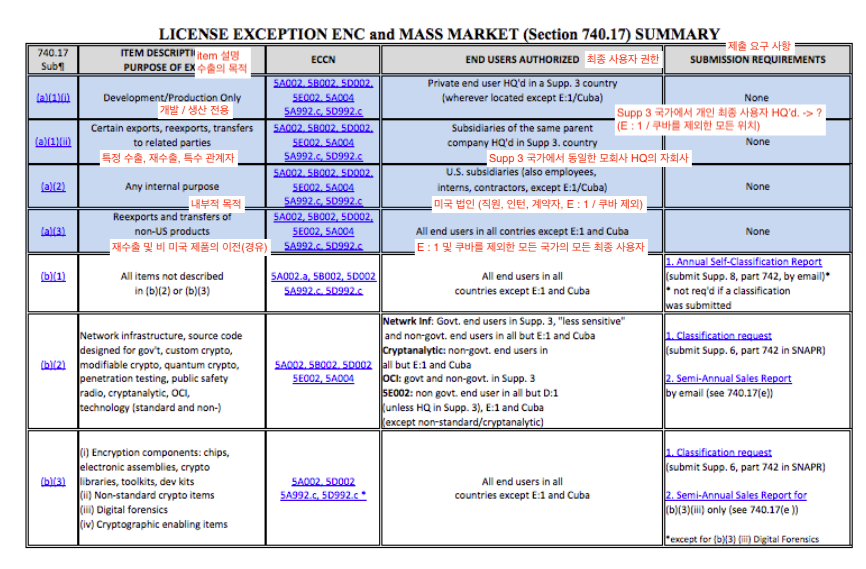 LICENSE EXCEPTION ENC and MASS MARKET (Section 740.17) SUMMARY
740.17
Sub¶
ITEM DESCRIPTI
PURPOSE OF EX
item 설명
수출의 목적
ECCN
END USERS AUTHORIZED
최종 사용자 권한
제출 요구 사항
SUBMISSION REQUIREMENTS
(a)(1)(i)
Development/Production Only
개발 / 생산 전용
5A002, 5B002, 5D002,
5E002, 5A004
5A992.c, 5D992.c
Private end user HQ'd in a Supp. 3 country
(wherever located except E:1/Cuba)
None
Supp 3 국가에서 개인 최종 사용자 HQ'd. -> ?
(E : 1 / 쿠바를 제외한 모든 위치)
(a)(1)(ii)
Certain exports, reexports, transfers
to related parties
특정 수출, 재수출, 특수 관계자
5A002, 5B002, 5D002,
5E002, 5A004
5A992.c, 5D992.c
Subsidiaries of the same parent
company HQ'd in Supp. 3 country
Supp 3 국가에서 동일한 모회사 HQ의 자회사
None
(a)(2)
Any internal purpose
내부적 목적
5A002, 5B002, 5D002,
5E002, 5A004
5A992.c, 5D992.c
U.S. subsidiaries (also employees,
interns, contractors, except E:1/Cuba)
미국 법인 (직원, 인턴, 계약자, E : 1 / 쿠바 제외)
None
(a)(3)
Reexports and transfers of
non-US products
재수출 및 비 미국 제품의 이전(경유)
5A002, 5B002, 5D002,
5E002, 5A004
5A992.c, 5D992.c
All end users in all contries except E:1 and Cuba
E : 1 및 쿠바를 제외한 모든 국가의 모든 최종 사용자
None
(b)(1)
All items not described
in (b)(2) or (b)(3)
5A002.a, 5B002, 5D002
5A992.c, 5D992.c
All end users in all
countries except E:1 and Cuba
1. Annual Self-Classification Report
(submit Supp. 8, part 742, by email)*
* not req'd if a classification
was submitted
(b)(2)
Network infrastructure, source code
designed for gov't, custom crypto,
modifiable crypto, quantum crypto,
penetration testing, public safety
radio, cryptanalytic, OCI,
technology (standard and non-)
5A002, 5B002, 5D002
5E002, 5A004
Netwrk Inf: Govt. end users in Supp. 3, "less sensitive"
and non-govt. end users in all but E:1 and Cuba
Cryptanalytic: non-govt. end users in
all but E:1 and Cuba
OCI: govt and non-govt. in Supp. 3
5E002: non govt. end user in all but D:1
(unless HQ in Supp. 3), E:1 and Cuba
(except non-standard/cryptanalytic)
1. Classification request
(submit Supp. 6, part 742 in SNAPR)
2. Semi-Annual Sales Report
by email (see 740.17(e))
(b)(3)
(i) Encryption components: chips,
electronic assemblies, crypto
libraries, toolkits, dev kits
(ii) Non-standard crypto items
(iii) Digital forensics
(iv) Cryptographic enabling items
5A002, 5D002
5A992.c, 5D992.c *
All end users in all
countries except E:1 and Cuba
1. Classification request
(submit Supp. 6, part 742 in SNAPR)
2. Semi-Annual Sales Report for
(b)(3)(iii) only (see 740.17(e ))
*except for (b)(3) (iii) Digital Forensics